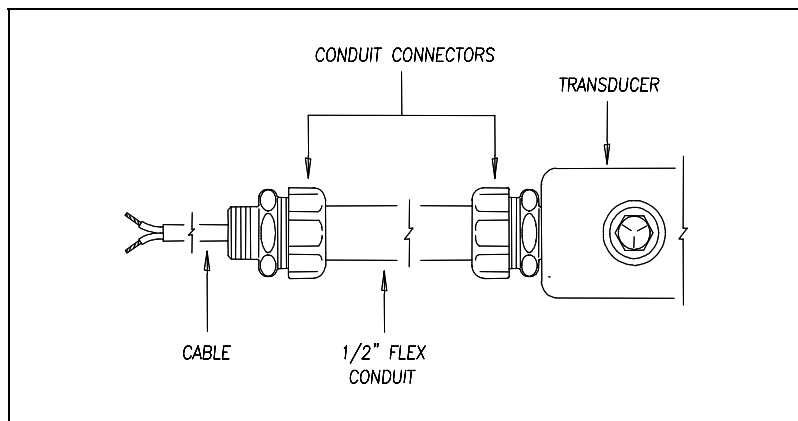 CONDUIT CONNECTORS
TRANSDUCER
CABLE
1/2" FLEX
CONDUIT